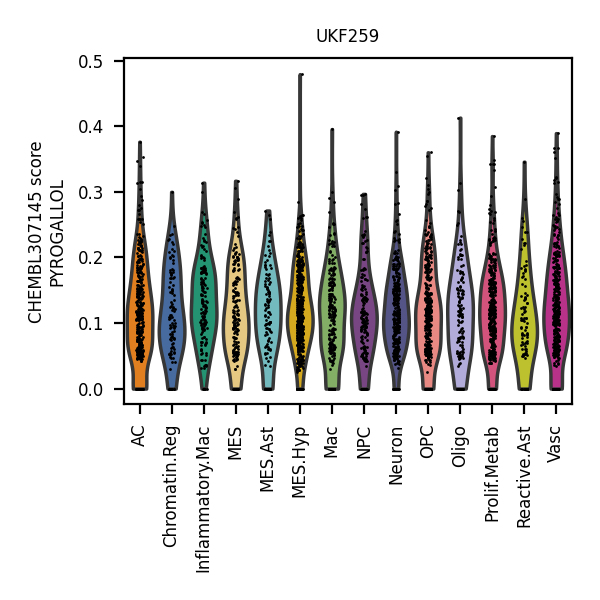 UKF259
CHEMBL307145 score
PYROGALLOL
0.5
0.4
0.3
0.2
0.1
0.0
AC
Chromatin.Reg
Inflammatory.Mac
MES
MES.Ast
MES.Hyp
Mac
NPC
Neuron
OPC
Oligo
Prolif.Metab
Reactive.Ast
Vasc